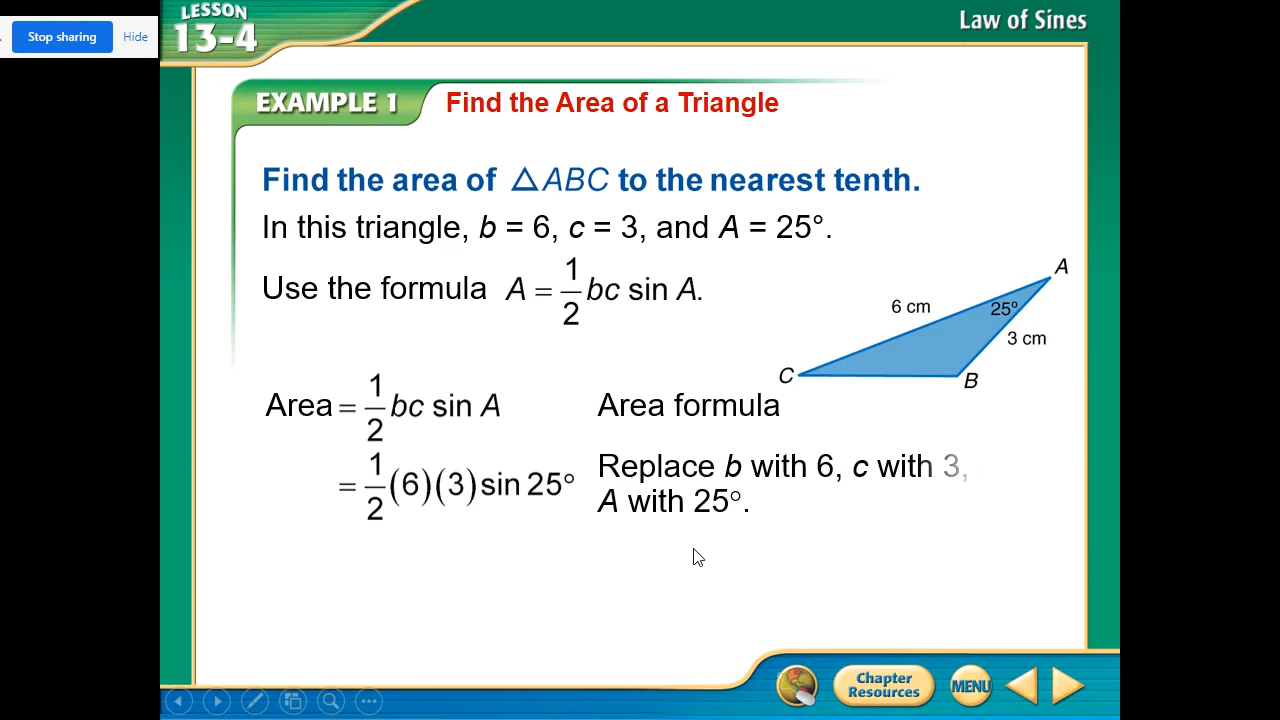 LESSON
13-4
Law of Sines
Stop sharing
Hide
EXAMPLE 1
Find the Area of a Triangle
Find the area of △ABC to the nearest tenth.
In this triangle, b = 6, c = 3, and A = 25°.
Use the formula A = 1/2 bc sin A.
A
6 cm
25º
3 cm
C
B
Area = 1/2 bc sin A
Area formula
= 1/2 (6)(3) sin 25°
Replace b with 6, c with 3,
A with 25°.
Chapter
Resources
MENU